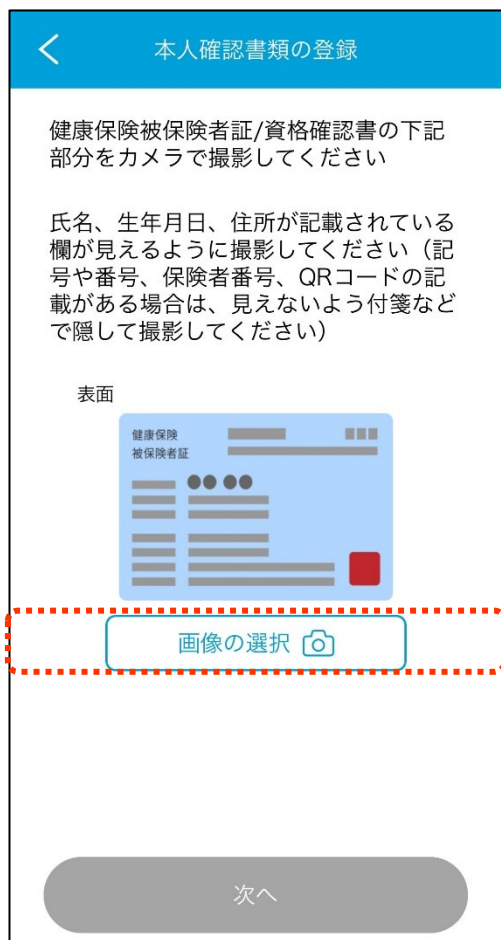 本人確認書類の登録
健康保険被保険者証/資格確認書の下記
部分をカメラで撮影してください
氏名、生年月日、住所が記載されている
欄が見えるように撮影してください（記
号や番号、保険者番号、QRコードの記
載がある場合は、見えないよう付箋など
で隠して撮影してください）
表面
健康保険
被保険者証
画像の選択
次へ